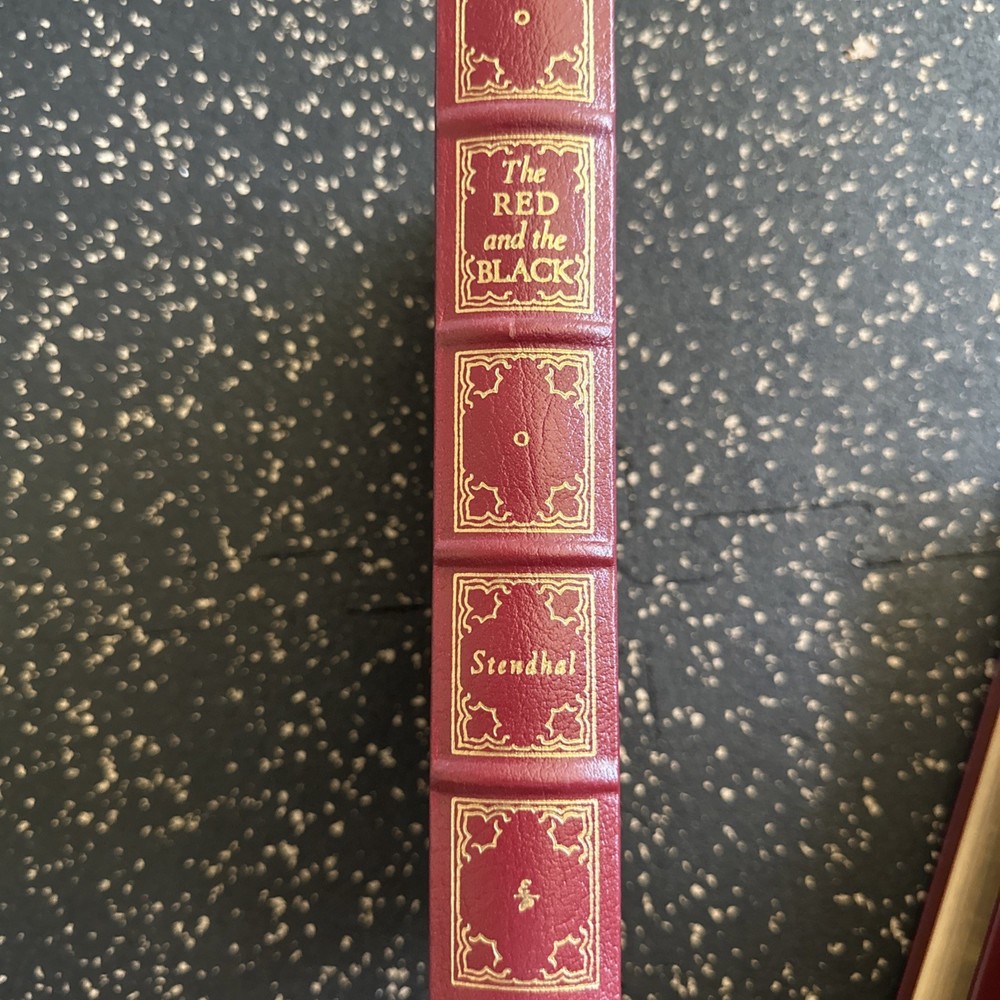 The
RED
and the
BLACK
Stendhal